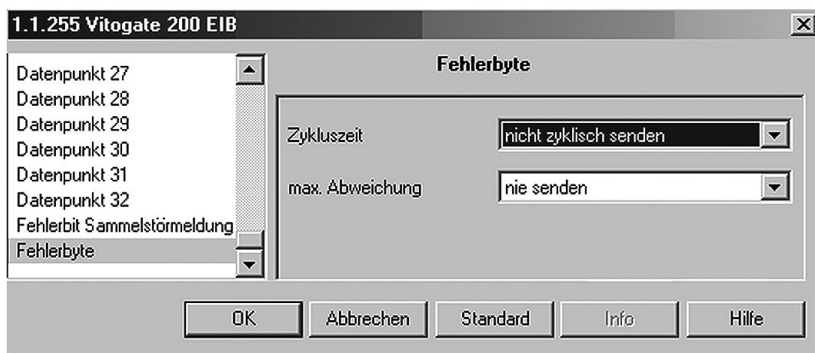 1.1.255 Vitogate 200 EIB
Datenpunkt 27
Datenpunkt 28
Datenpunkt 29
Datenpunkt 30
Datenpunkt 31
Datenpunkt 32
Fehlerbit Sammelstörmeldung
Fehlerbyte
Fehlerbyte
Zykluszeit
nicht zyklisch senden
max. Abweichung
nie senden
OK
Abbrechen
Standard
Info
Hilfe